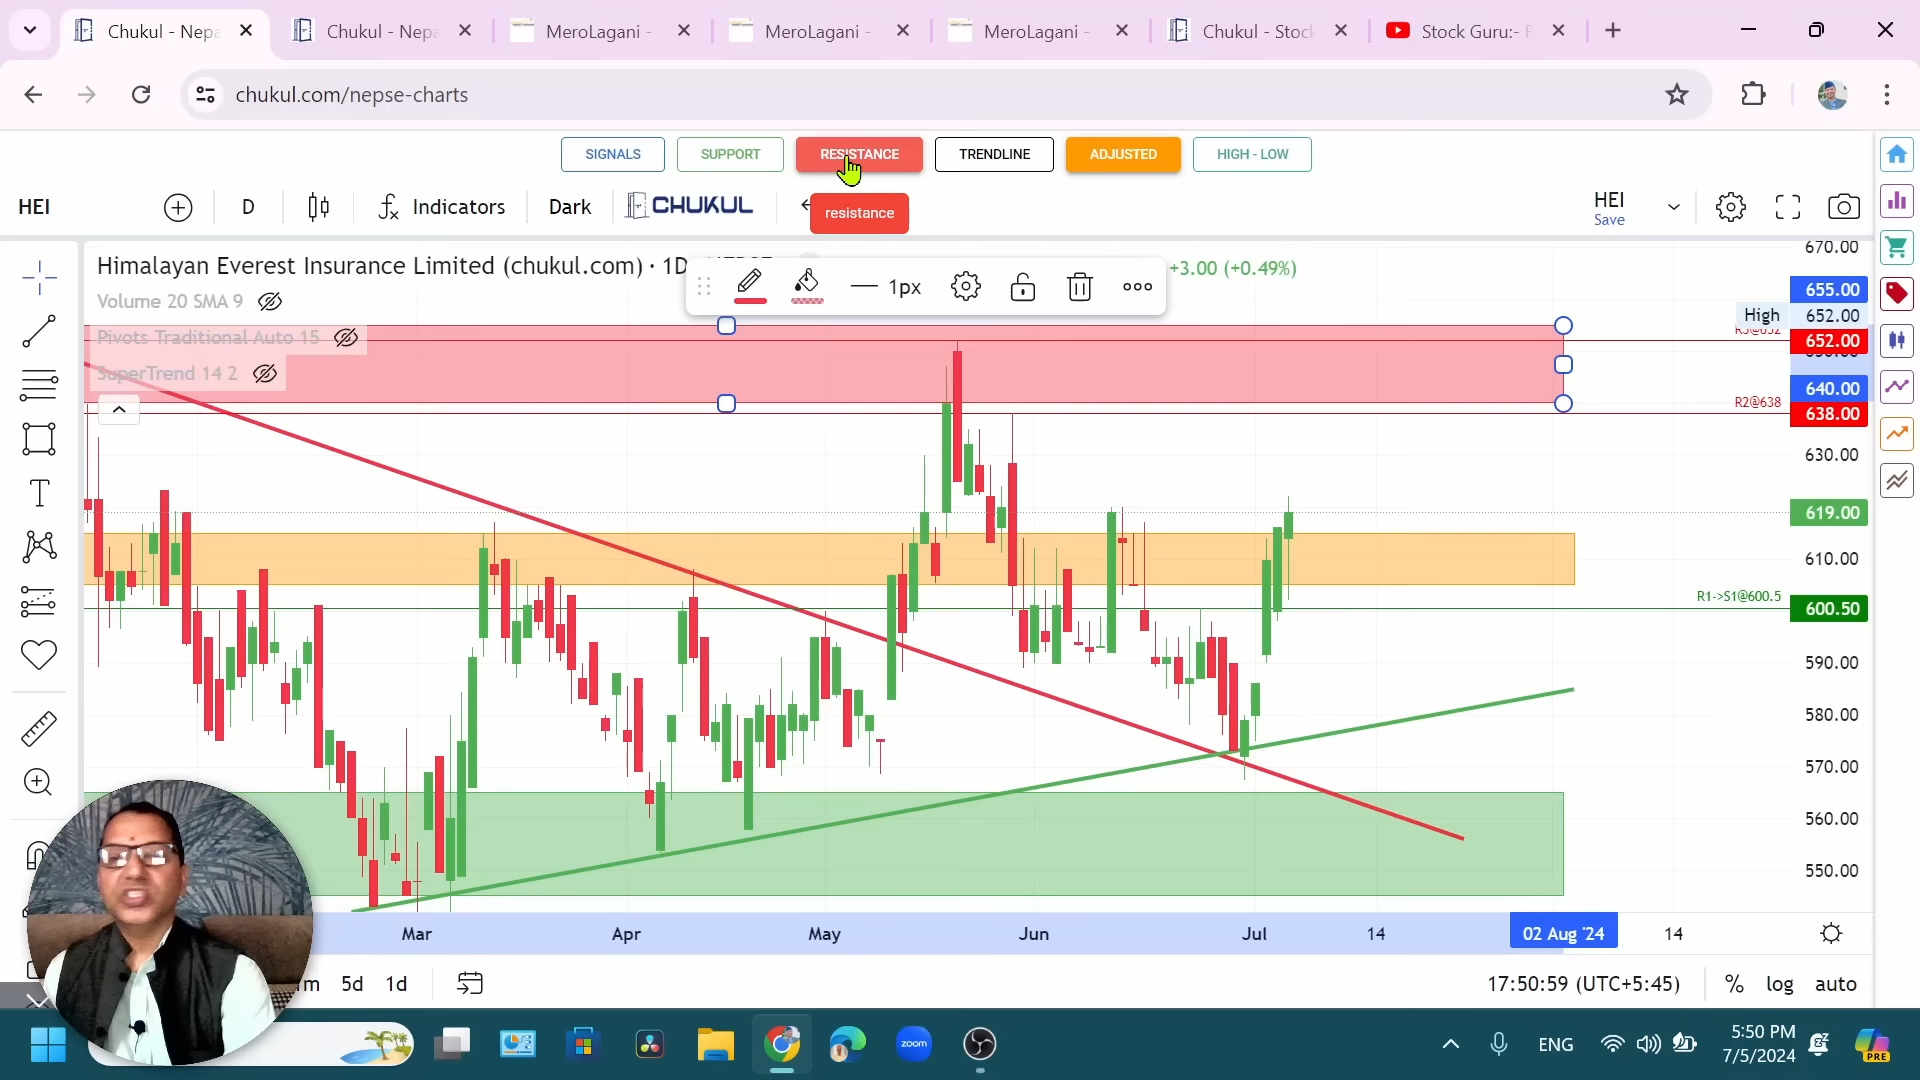 Chukul - Nepa
Chukul - Nepa
MeroLagani -
MeroLagani -
MeroLagani -
Chukul - Stoc
Stock Guru:- F
chukul.com/nepse-charts
SIGNALS
SUPPORT
RESISTANCE
TRENDLINE
ADJUSTED
HIGH - LOW
HEI
D
Indicators
Dark
CHUKUL
resistance
HEI
Save
Himalayan Everest Insurance Limited (chukul.com) · 1D
+3.00 (+0.49%)
1px
Volume 20 SMA 9
Pivots Traditional Auto 15
SuperTrend 14 2
670.00
655.00
High
652.00
R3@652
652.00
640.00
R2@638
638.00
630.00
619.00
610.00
R1->S1@600.5
600.50
590.00
580.00
570.00
560.00
550.00
Mar
Apr
May
Jun
Jul
14
02 Aug '24
14
m
5d
1d
17:50:59 (UTC+5:45)
%
log
auto
zoom
ENG
5:50 PM
7/5/2024
PRE